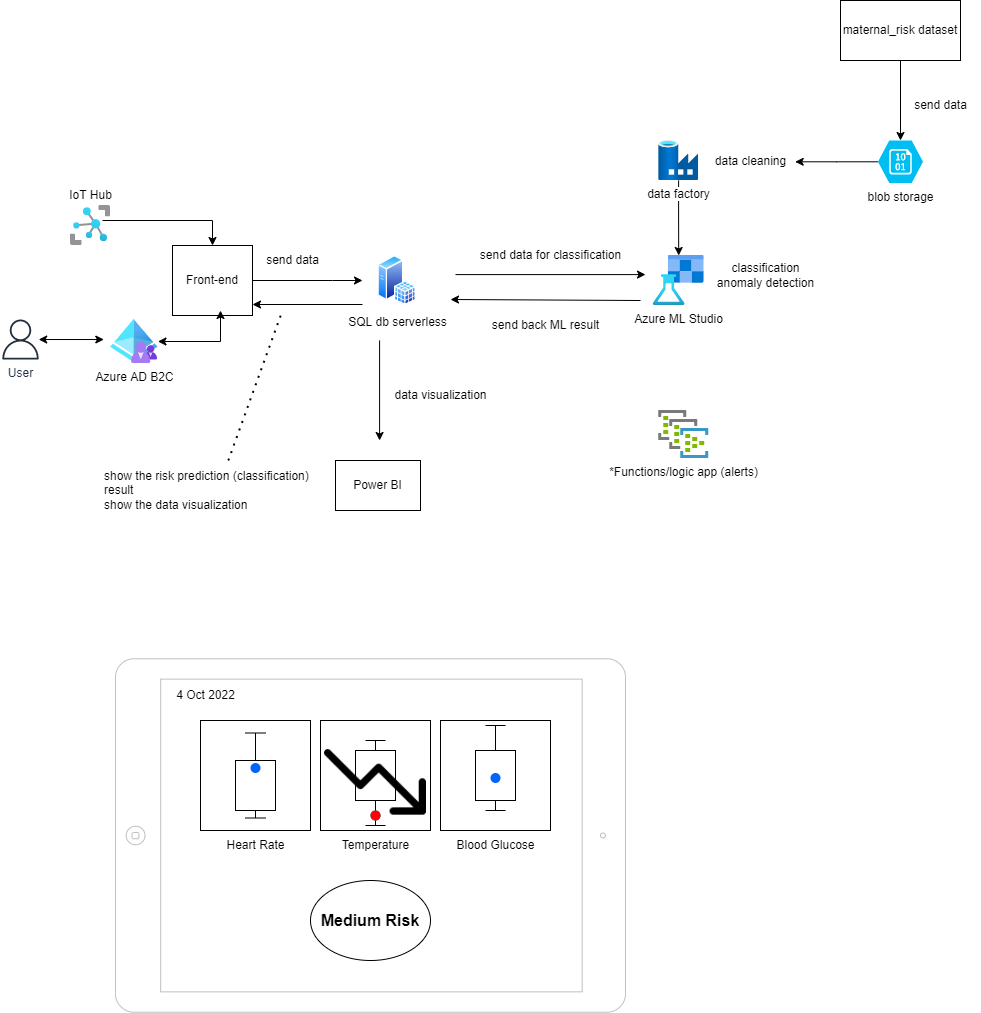 maternal_risk dataset
send data
data cleaning
data factory
blob storage
IoT Hub
Front-end
send data
send data for classification
classification
anomaly detection
SQL db serverless
Azure ML Studio
send back ML result
User
Azure AD B2C
data visualization
show the risk prediction (classification)
result
show the data visualization
Power BI
*Functions/logic app (alerts)
10
01
4 Oct 2022
Heart Rate
Temperature
Blood Glucose
Medium Risk